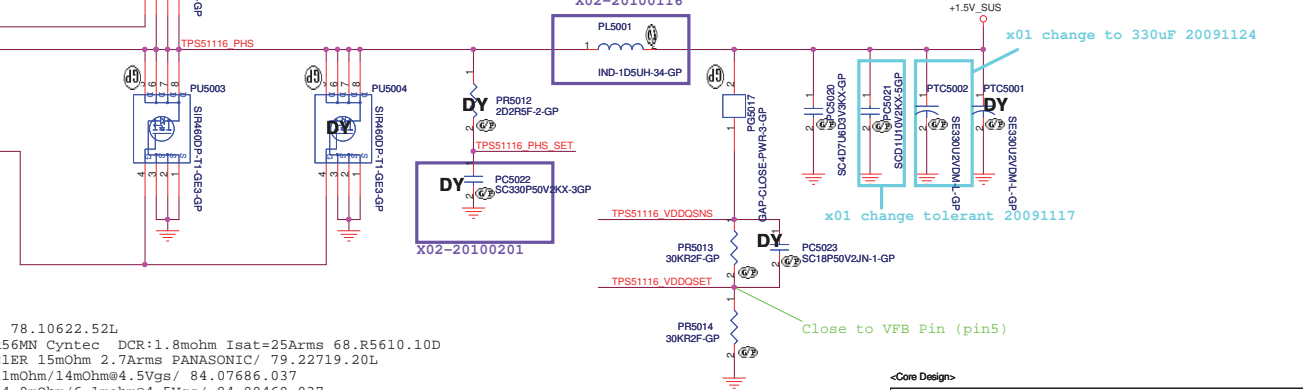 X02-20100116
+1.5V_SUS
PL5001
x01 change to 330uF 20091124
TPS51116_PHS
1
2
IND-1D5UH-34-GP
PU5003
SIR460DP-T1-GE3-GP
PU5004
DY
SIR460DP-T1-GE3-GP
DY
PR5012
2D2R5F-2-GP
TPS51116_PHS_SET
DY
PC5022
SC330P50V2KX-3GP
X02-20100201
PG5017
GAP-CLOSE-PWR-3-GP
PC5020
SC4D7U6D3V3KX-GP
PC5021
SCD1U10V2KX-5GP
PTC5002
SE330U2VDM-L-GP
PTC5001
DY
SE330U2VDM-L-GP
x01 change tolerant 20091117
TPS51116_VDDQSNS
PR5013
30KR2F-GP
DY
PC5023
SC18P50V2JN-1-GP
TPS51116_VDDQSET
PR5014
30KR2F-GP
Close to VFB Pin (pin5)
78.10622.52L
56MN Cyntec DCR:1.8mohm Isat=25Arms 68.R5610.10D
1ER 15mOhm 2.7Arms PANASONIC/ 79.22719.20L
1mOhm/14mOhm@4.5Vgs/ 84.07686.037
<Core Design>